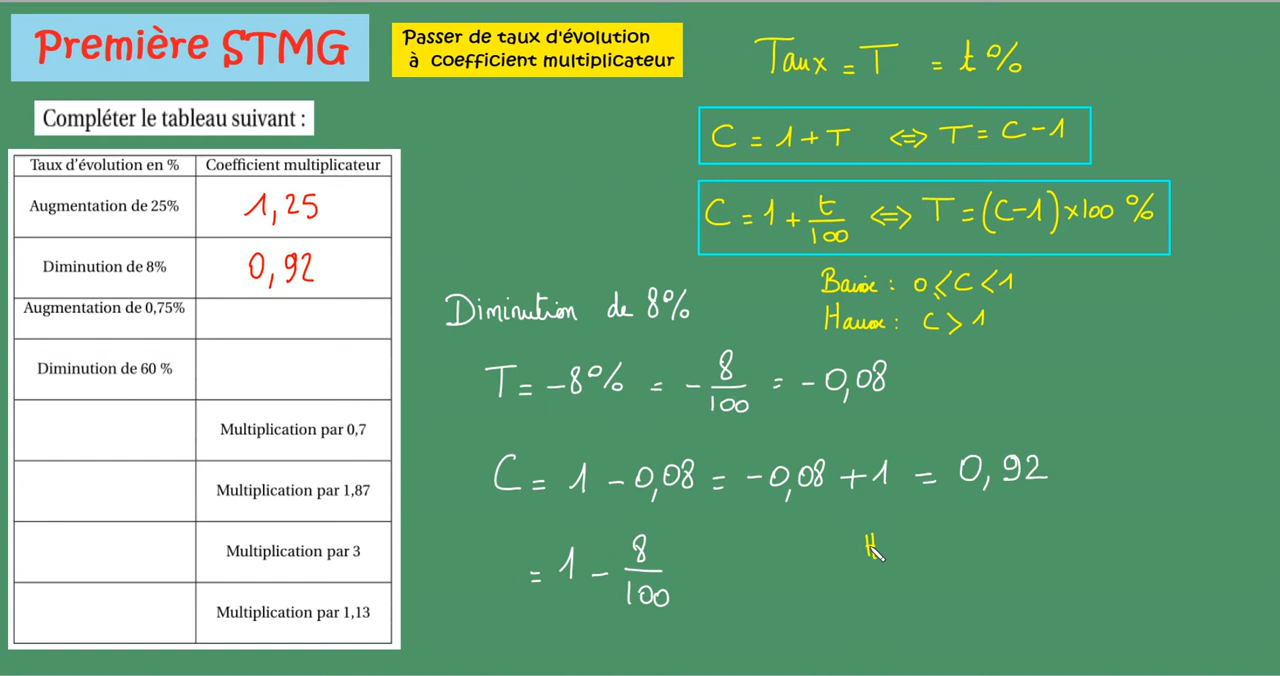 Première STMG
Passer de taux d'évolution
à coefficient multiplicateur
Taux = T = t%
Compléter le tableau suivant :
C = 1 + T ⇔ T = C - 1
C = 1 + t/100 ⇔ T = (C-1) × 100 %
Baisse : 0 ⩽ C < 1
Hausse : C > 1
Taux d'évolution en % Coefficient multiplicateur
Augmentation de 25% 1,25
Diminution de 8% 0,92
Augmentation de 0,75%
Diminution de 60 %
Multiplication par 0,7
Multiplication par 1,87
Multiplication par 3
Multiplication par 1,13
Diminution de 8%
T = -8% = - 8/100 = - 0,08
C = 1 - 0,08 = - 0,08 + 1 = 0,92
= 1 - 8/100